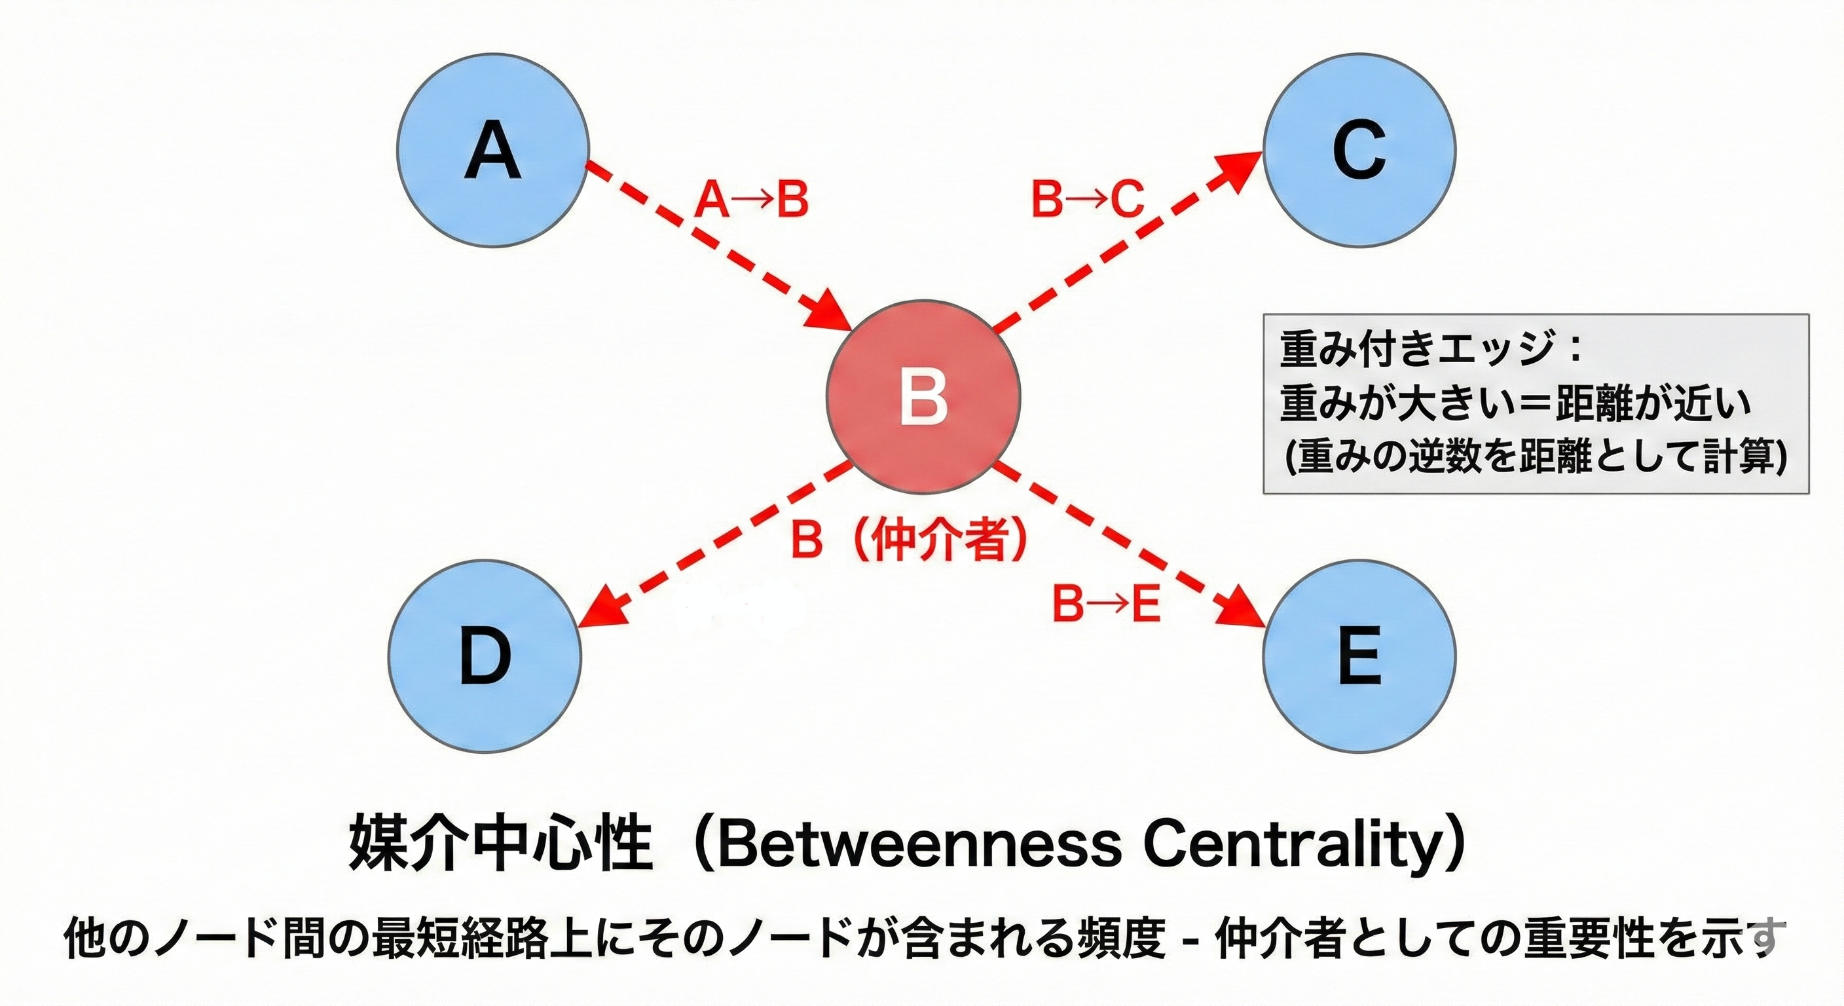 A
C
A→B
B→C
B
重み付きエッジ：
重みが大きい＝距離が近い
(重みの逆数を距離として計算)
B（仲介者）
B→E
D
E
媒介中心性（Betweenness Centrality）
他のノード間の最短経路上にそのノードが含まれる頻度 - 仲介者としての重要性を示す